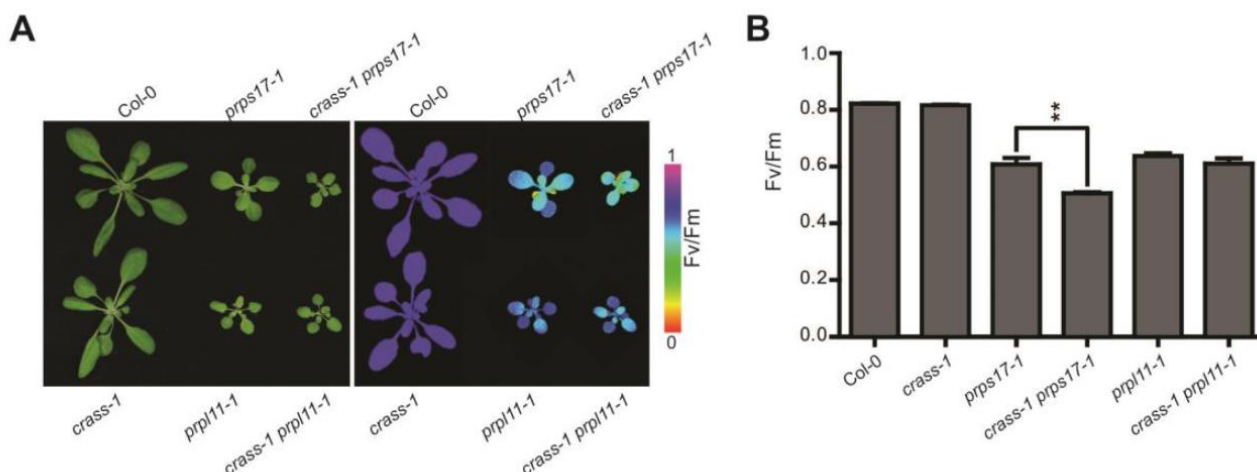 A
Col-0
prps17-1
crass-1 prps17-1
Col-0
prps17-1
crass-1 prps17-1
1
Fv/Fm
0
crass-1
prpl11-1
crass-1 prpl11-1
crass-1
prpl11-1
crass-1 prpl11-1
B
1.0
0.8
0.6
0.4
0.2
0.0
Fv/Fm
**
Col-0
crass-1
prps17-1
crass-1 prps17-1
prpl11-1
crass-1 prpl11-1